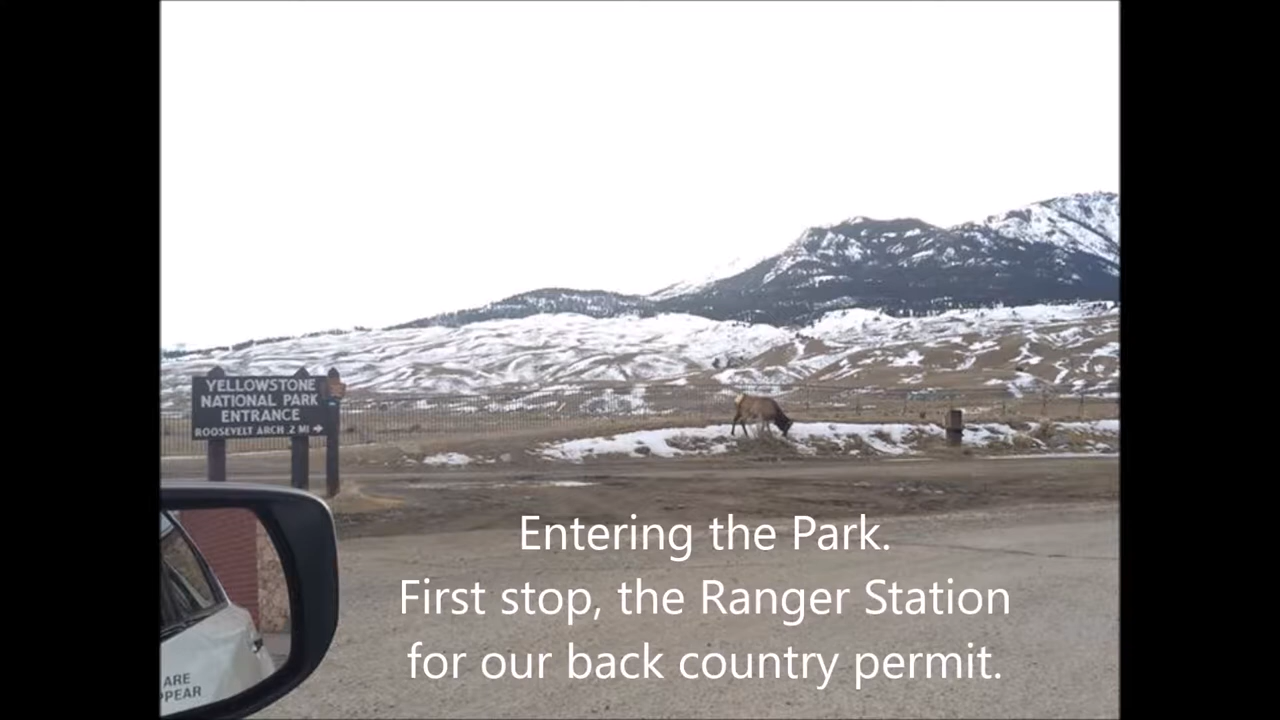 YELLOWSTONE
NATIONAL PARK
ENTRANCE
ROOSEVELT ARCH .2 MI →
Entering the Park.
First stop, the Ranger Station
for our back country permit.
ARE
PPEAR